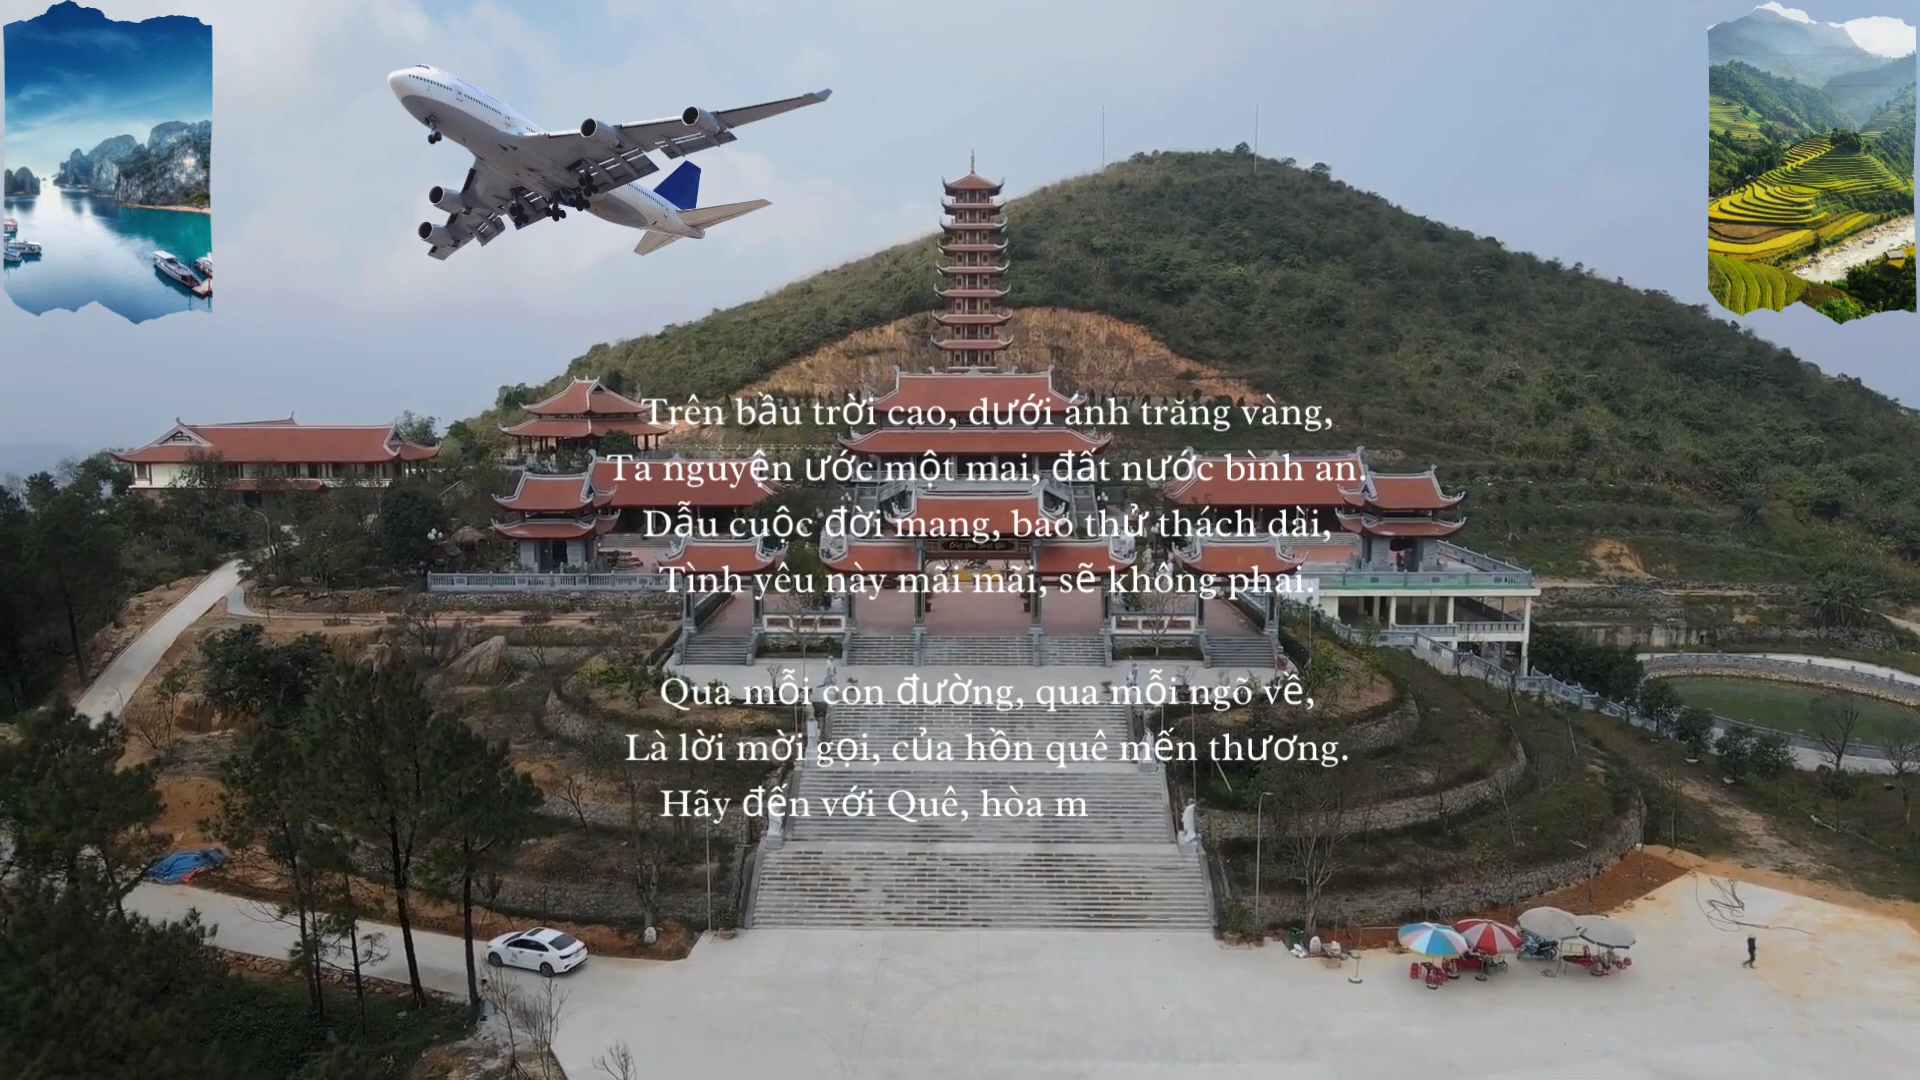 Trên bầu trời cao, dưới ánh trăng vàng,
Ta nguyện ước một mai, đất nước bình an.
Dẫu cuộc đời mang, bao thử thách dài,
Tình yêu này mãi mãi, sẽ không phai.
Qua mỗi con đường, qua mỗi ngõ về,
Là lời mời gọi, của hồn quê mến thương.
Hãy đến với Quê, hòa m